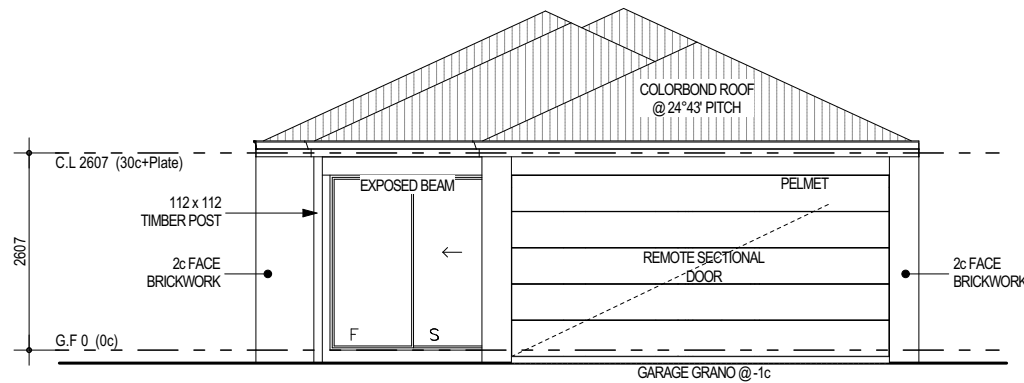 COLORBOND ROOF
@ 24°43' PITCH
C.L 2607 (30c+Plate)
EXPOSED BEAM
PELMET
112 x 112
TIMBER POST
2607
2c FACE
BRICKWORK
REMOTE SECTIONAL
DOOR
2c FACE
BRICKWORK
F
S
G.F 0 (0c)
GARAGE GRANO @ -1c